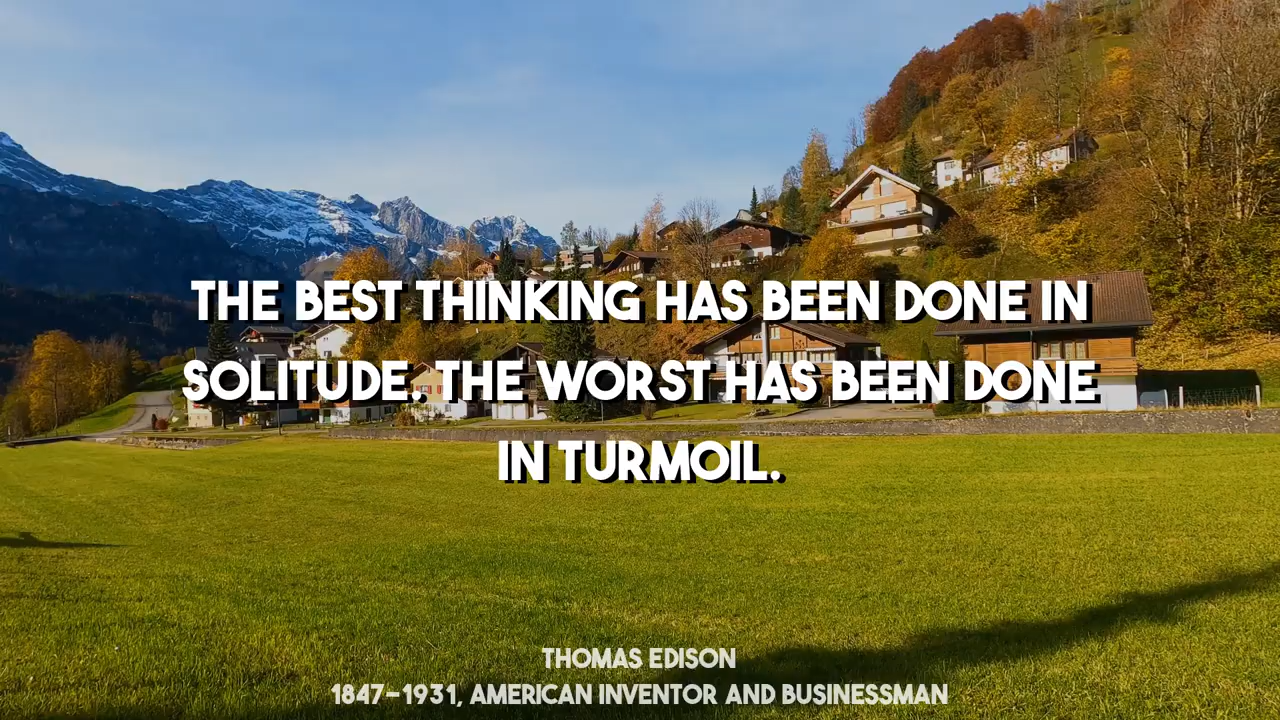 THE BEST THINKING HAS BEEN DONE IN
SOLITUDE. THE WORST HAS BEEN DONE
IN TURMOIL.
THOMAS EDISON
1847-1931, AMERICAN INVENTOR AND BUSINESSMAN